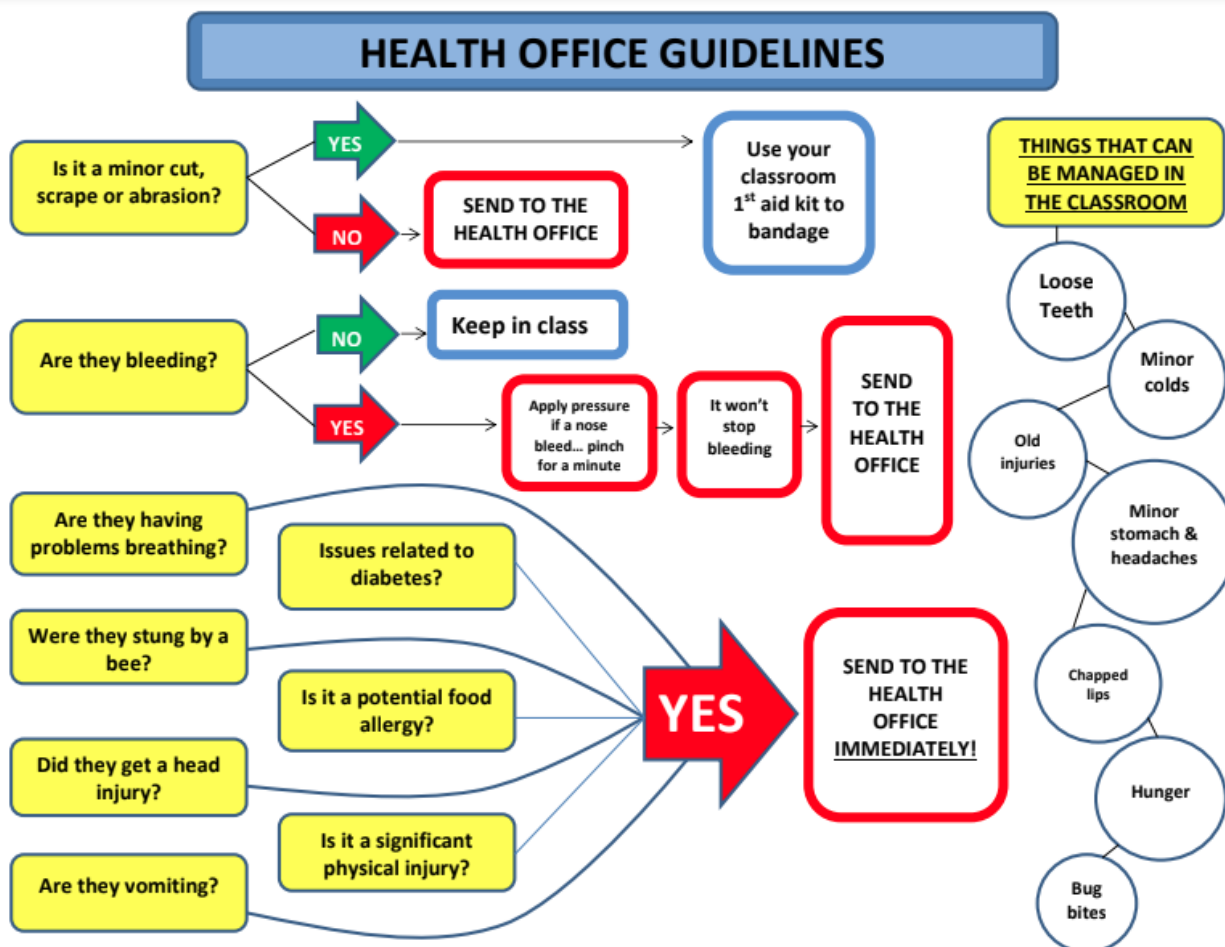 HEALTH OFFICE GUIDELINES
Is it a minor cut,
scrape or abrasion?
YES
Use your
classroom
1st aid kit to
bandage
NO
SEND TO THE
HEALTH OFFICE
Are they bleeding?
NO
Keep in class
YES
Apply pressure
if a nose
bleed... pinch
for a minute
It won't
stop
bleeding
SEND
TO THE
HEALTH
OFFICE
Are they having
problems breathing?
Issues related to
diabetes?
Were they stung by a
bee?
Is it a potential food
allergy?
Did they get a head
injury?
Is it a significant
physical injury?
Are they vomiting?
YES
SEND TO THE
HEALTH
OFFICE
IMMEDIATELY!
THINGS THAT CAN
BE MANAGED IN
THE CLASSROOM
Loose
Teeth
Minor
colds
Old
injuries
Minor
stomach &
headaches
Chapped
lips
Hunger
Bug
bites